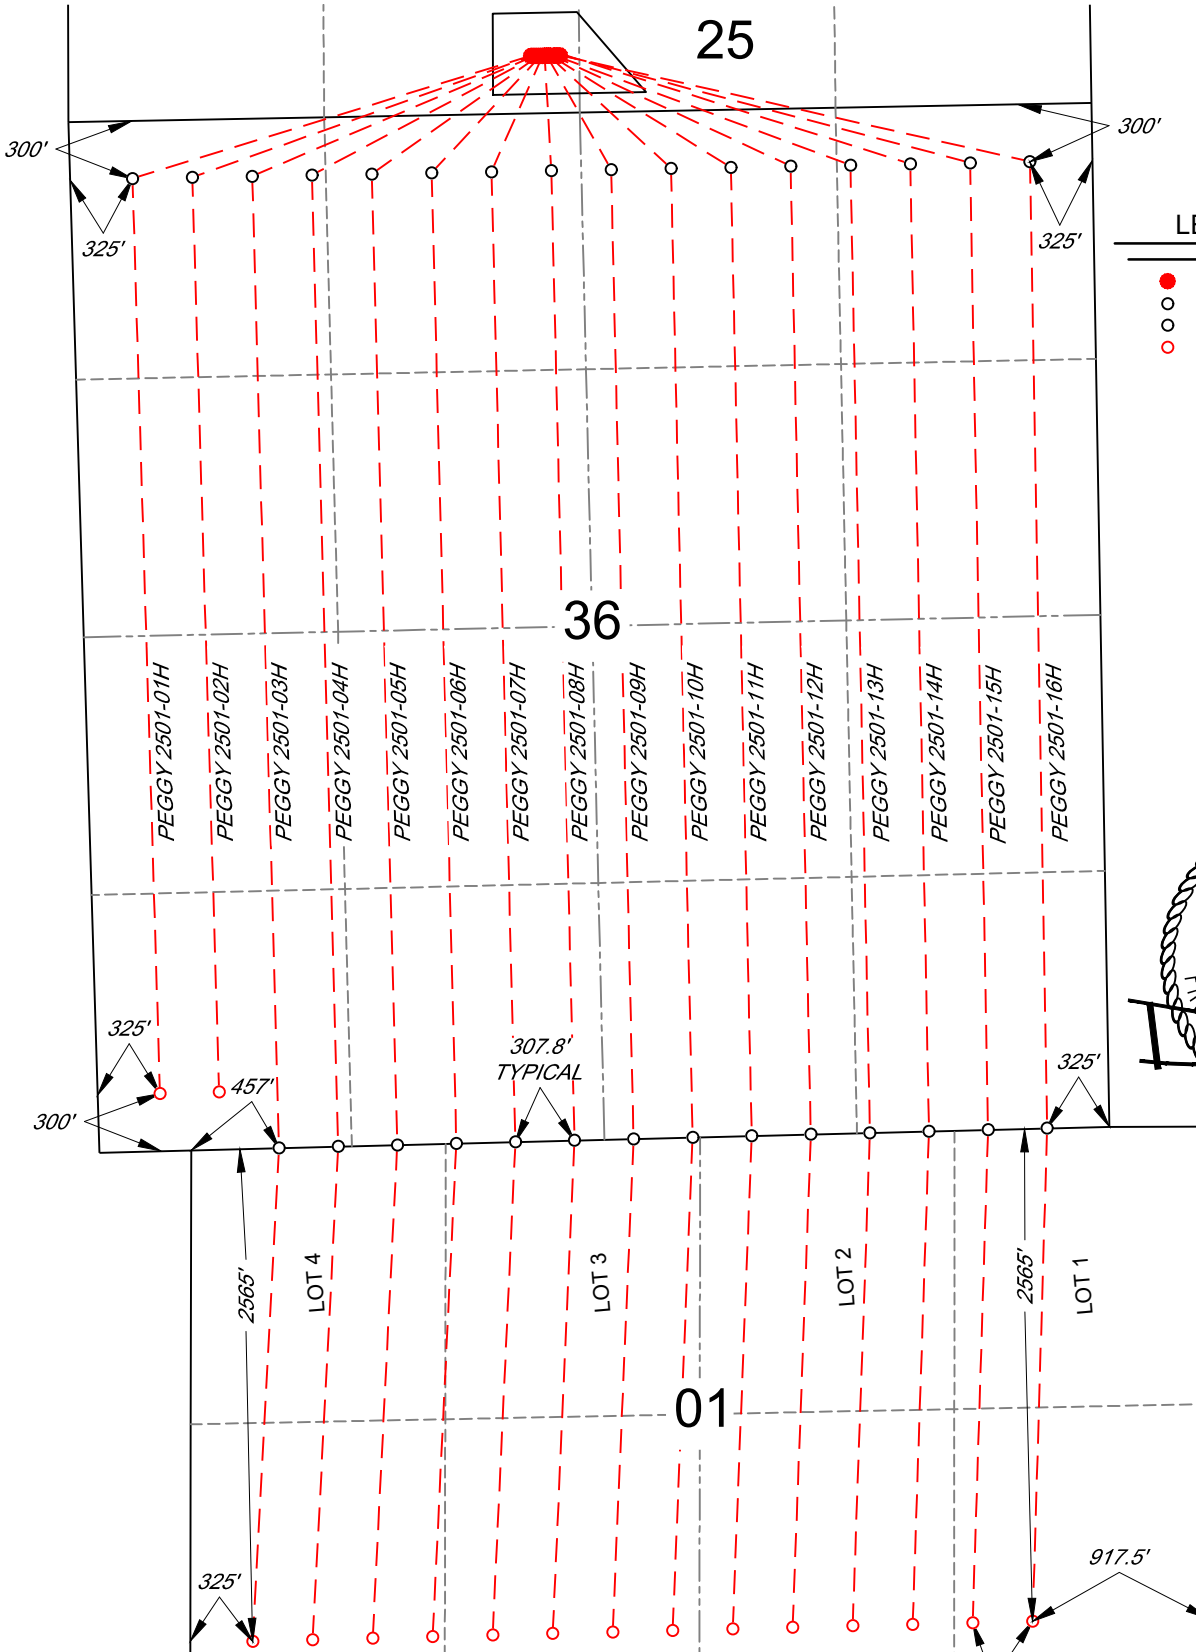 25
300'
300'
325'
325'
LE
36
PEGGY 2501-01H
PEGGY 2501-02H
PEGGY 2501-03H
PEGGY 2501-04H
PEGGY 2501-05H
PEGGY 2501-06H
PEGGY 2501-07H
PEGGY 2501-08H
PEGGY 2501-09H
PEGGY 2501-10H
PEGGY 2501-11H
PEGGY 2501-12H
PEGGY 2501-13H
PEGGY 2501-14H
PEGGY 2501-15H
PEGGY 2501-16H
325'
307.8'
TYPICAL
325'
457'
300'
2565'
LOT 4
LOT 3
LOT 2
2565'
LOT 1
01
917.5'
325'